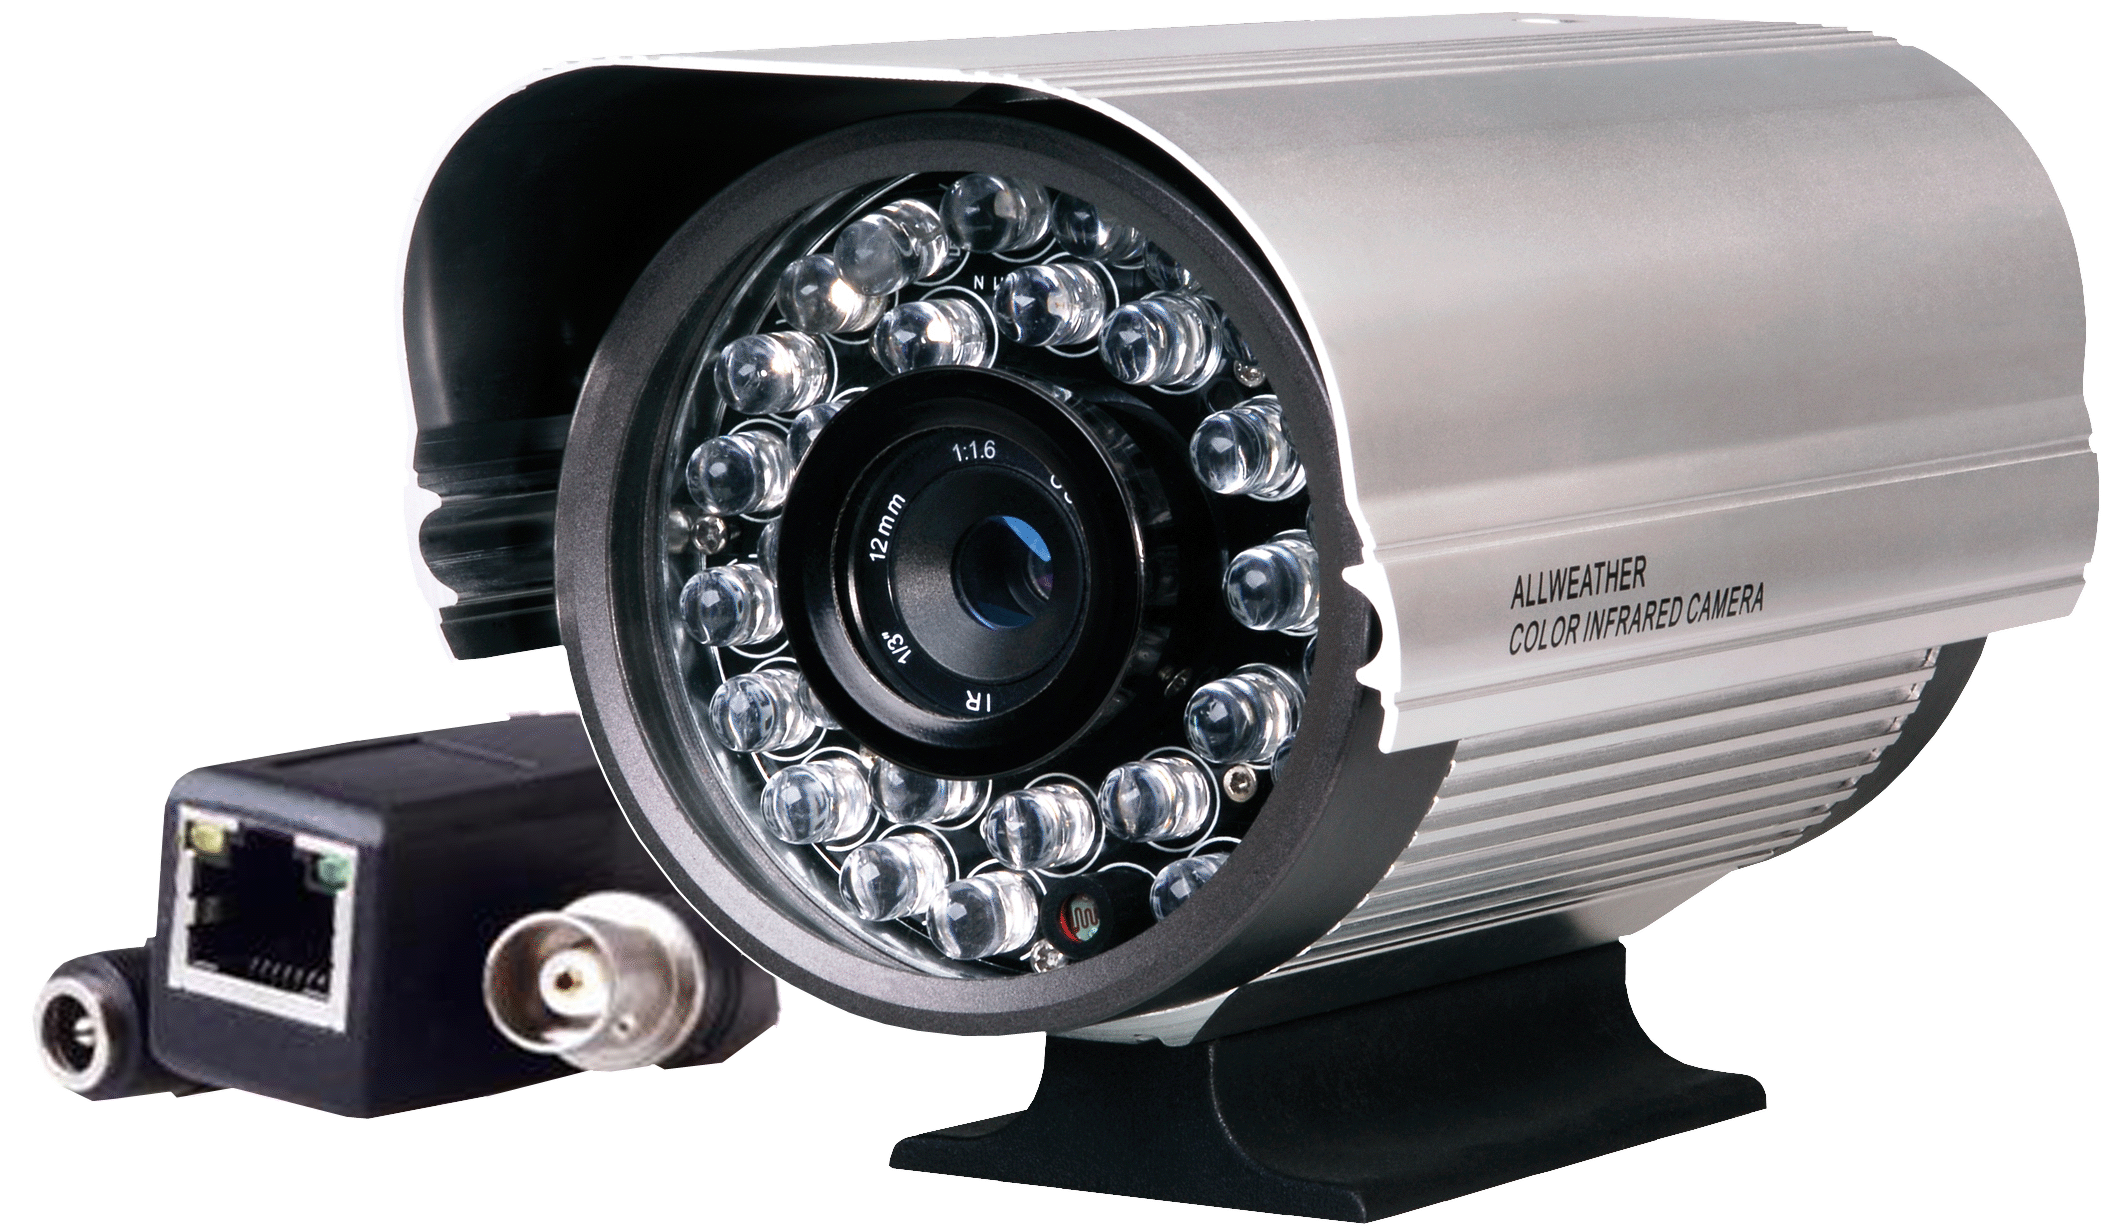 1:1.6
12mm
1/3"
IR
ALLWEATHER
COLOR INFRARED CAMERA